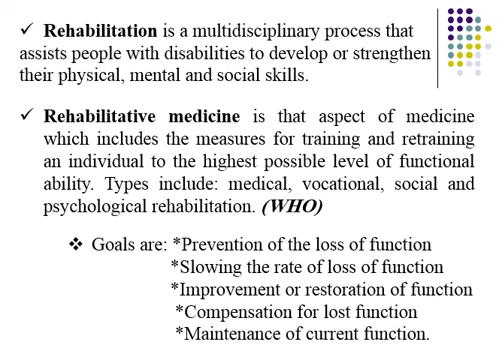 ✓ Rehabilitation is a multidisciplinary process that
assists people with disabilities to develop or strengthen
their physical, mental and social skills.
✓ Rehabilitative medicine is that aspect of medicine
which includes the measures for training and retraining
an individual to the highest possible level of functional
ability. Types include: medical, vocational, social and
psychological rehabilitation. (WHO)
❖ Goals are: *Prevention of the loss of function
*Slowing the rate of loss of function
*Improvement or restoration of function
*Compensation for lost function
*Maintenance of current function.